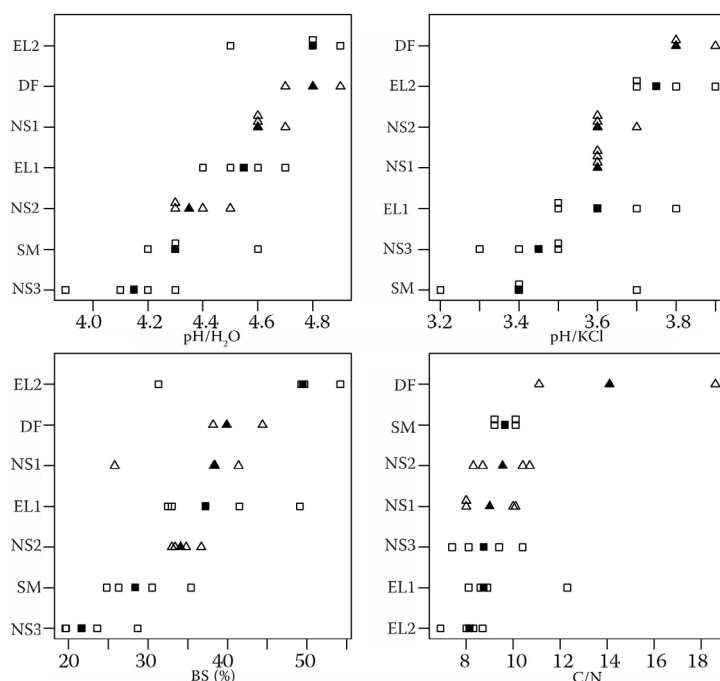 EL2
DF
NS1
EL1
NS2
SM
NS3
4.0 4.2 4.4 4.6 4.8
pH/H₂O
DF
EL2
NS2
NS1
EL1
NS3
SM
3.2 3.4 3.6 3.8
pH/KCl
EL2
DF
NS1
EL1
NS2
SM
NS3
20 30 40 50
BS (%)
DF
SM
NS2
NS1
NS3
EL1
EL2
8 10 12 14 16 18
C/N